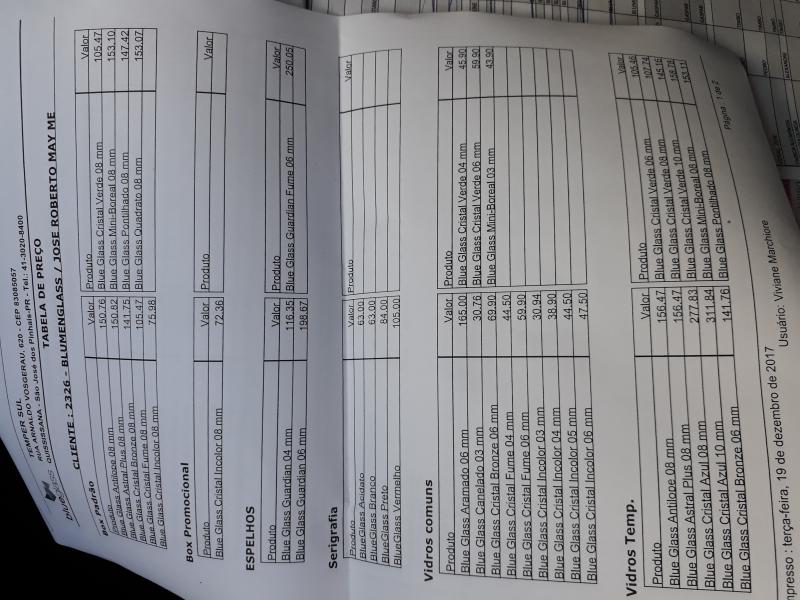 TEMPER SUL
RUA ARNALDO VOSGERAU, 620 - CEP 83085057
QUISSISSANA - São José dos Pinhais-PR - Tel.: 41-3020-8400
TABELA DE PREÇO
CLIENTE : 2326 - BLUMENGLASS / JOSE ROBERTO MAY ME
Box Padrão
Produto Valor Produto Valor
Blue Glass Antilope 08 mm 150.76 Blue Glass Cristal Verde 08 mm 105.47
Blue Glass Astral Plus 08 mm 150.82 Blue Glass Mini-Boreal 08 mm 153.10
Blue Glass Cristal Bronze 08 mm 141.75 Blue Glass Pontilhado 08 mm 147.42
Blue Glass Cristal Fume 08 mm 105.47 Blue Glass Quadrato 08 mm 153.07
Blue Glass Cristal Incolor 08 mm 75.98
Box Promocional
Produto Valor Produto Valor
Blue Glass Cristal Incolor 08 mm 72.36
ESPELHOS
Produto Valor Produto Valor
Blue Glass Guardian 04 mm 116.35 Blue Glass Guardian Fume 06 mm 250.05
Blue Glass Guardian 06 mm 198.67
Serigrafia
Produto Valor Produto Valor
BlueGlass Acidato 63.00
BlueGlass Branco 63.00
BlueGlass Preto 84.00
BlueGlass Vermelho 105.00
Vidros comuns
Produto Valor Produto Valor
Blue Glass Aramado 06 mm 165.00 Blue Glass Cristal Verde 04 mm 45.90
Blue Glass Canelado 03 mm 30.76 Blue Glass Cristal Verde 06 mm 59.90
Blue Glass Cristal Bronze 06 mm 69.90 Blue Glass Mini-Boreal 03 mm 43.90
Blue Glass Cristal Fume 04 mm 44.50
Blue Glass Cristal Fume 06 mm 59.90
Blue Glass Cristal Incolor 03 mm 30.94
Blue Glass Cristal Incolor 04 mm 38.90
Blue Glass Cristal Incolor 05 mm 44.50
Blue Glass Cristal Incolor 06 mm 47.50
Vidros Temp.
Produto Valor Produto Valor
Blue Glass Antilope 08 mm 156.47 Blue Glass Cristal Verde 06 mm 105.46
Blue Glass Astral Plus 08 mm 156.47 Blue Glass Cristal Verde 08 mm 107.74
Blue Glass Cristal Azul 08 mm 277.83 Blue Glass Cristal Verde 10 mm 145.16
Blue Glass Cristal Azul 10 mm 311.84 Blue Glass Mini-Boreal 08 mm
Blue Glass Cristal Bronze 06 mm 141.76 Blue Glass Pontilhado 08 mm 153.11
Página : 1 de 2
mpresso : terça-feira, 19 de dezembro de 2017 Usuário: Viviane Marchiore